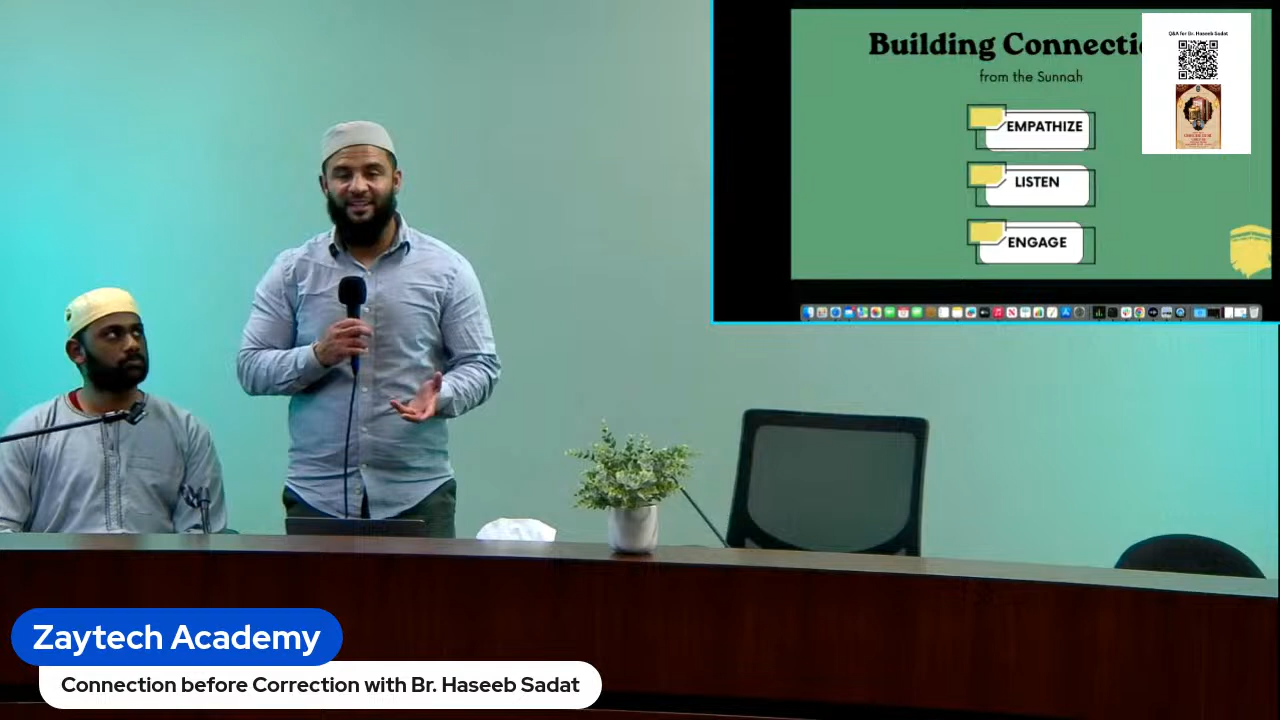 Building Connectio
from the Sunnah
EMPATHIZE
LISTEN
ENGAGE
Q&A for Br. Haseeb Sadat
Zaytech Academy
Connection before Correction with Br. Haseeb Sadat